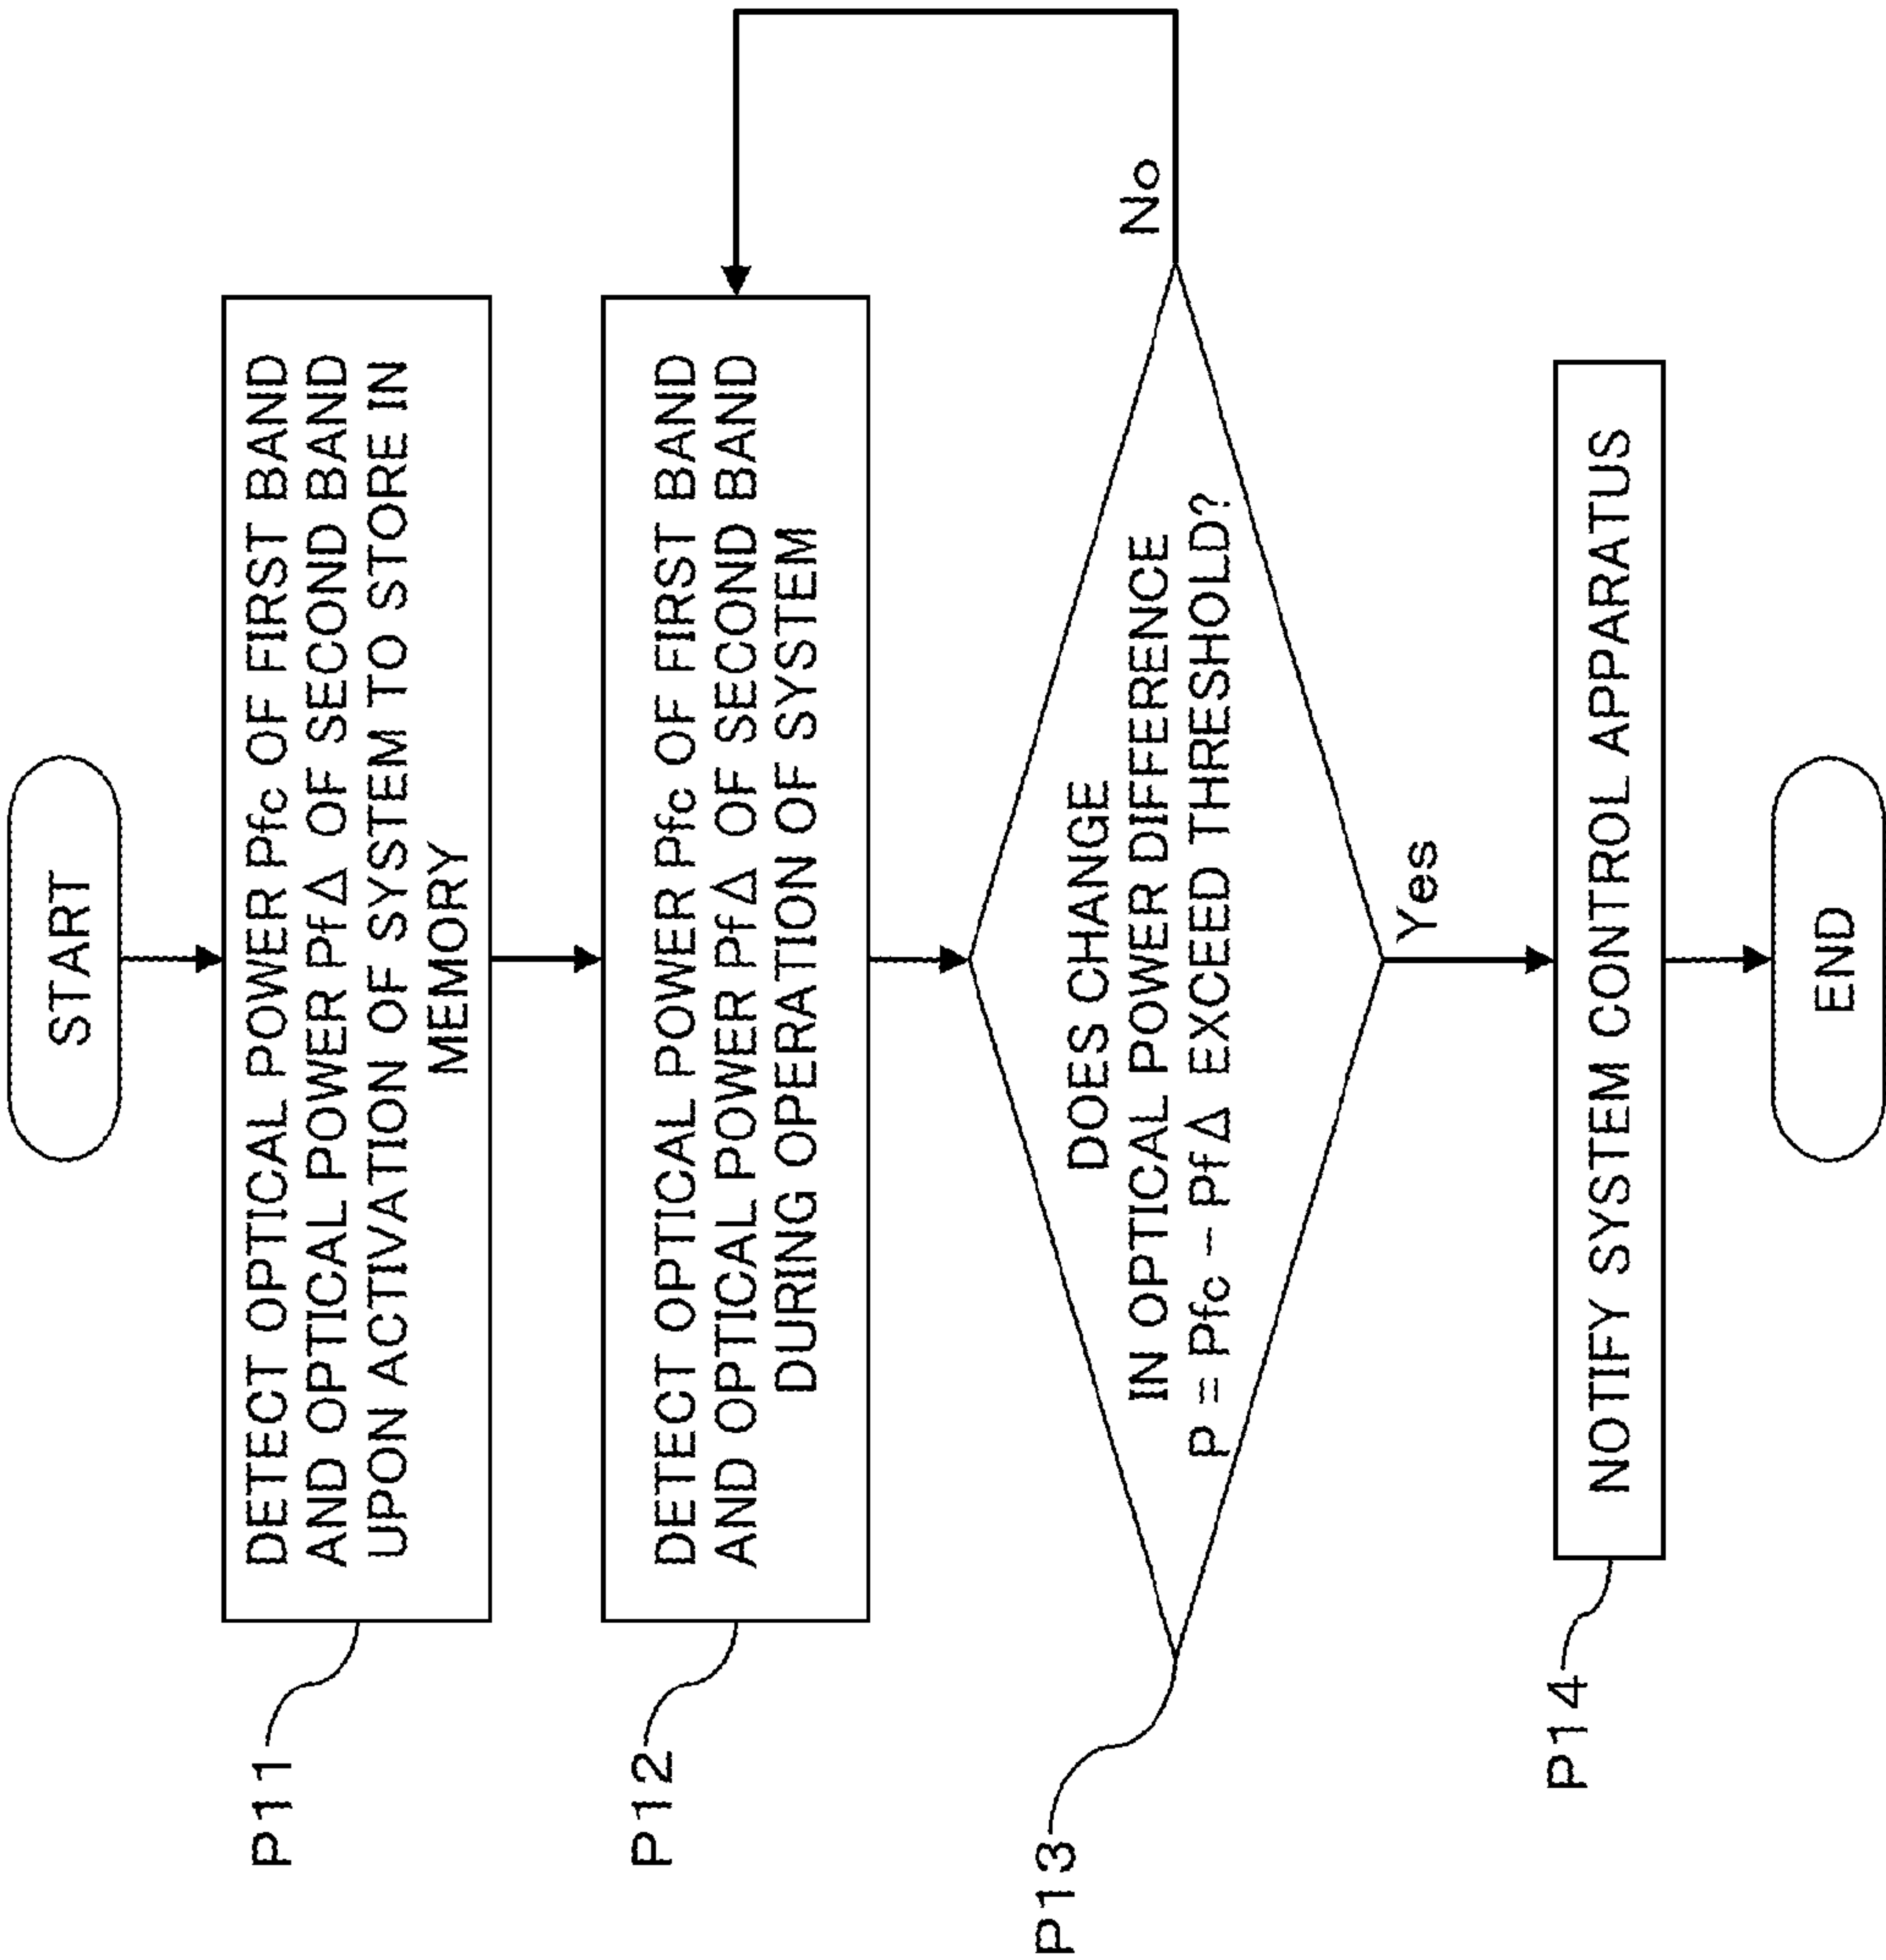 START
P11
DETECT OPTICAL POWER Pfc OF FIRST BAND
AND OPTICAL POWER PfΔ OF SECOND BAND
UPON ACTIVATION OF SYSTEM TO STORE IN
MEMORY
P12
DETECT OPTICAL POWER Pfc OF FIRST BAND
AND OPTICAL POWER PfΔ OF SECOND BAND
DURING OPERATION OF SYSTEM
P13
DOES CHANGE
IN OPTICAL POWER DIFFERENCE
P = Pfc - PfΔ EXCEED THRESHOLD?
No
Yes
P14
NOTIFY SYSTEM CONTROL APPARATUS
END